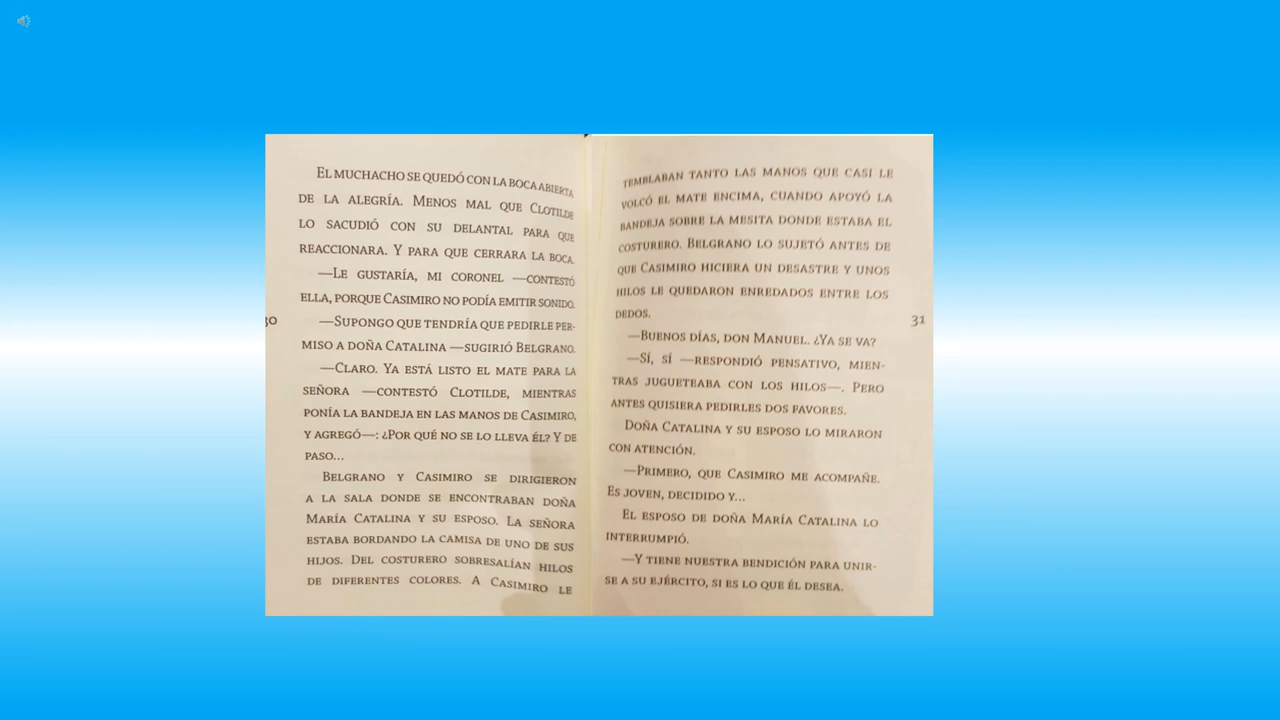 El muchacho se quedó con la boca abierta
de la alegría. Menos mal que Clotilde
lo sacudió con su delantal para que
reaccionara. Y para que cerrara la boca.
—Le gustaría, mi coronel —contestó
ella, porque Casimiro no podía emitir sonido.
—Supongo que tendría que pedirle per-
miso a doña Catalina —sugirió Belgrano.
—Claro. Ya está listo el mate para la
señora —contestó Clotilde, mientras
ponía la bandeja en las manos de Casimiro,
y agregó—: ¿Por qué no se lo lleva él? Y de
paso...
Belgrano y Casimiro se dirigieron
a la sala donde se encontraban doña
María Catalina y su esposo. La señora
estaba bordando la camisa de uno de sus
hijos. Del costurero sobresalían hilos
de diferentes colores. A Casimiro le
30
temblaban tanto las manos que casi le
volcó el mate encima, cuando apoyó la
bandeja sobre la mesita donde estaba el
costurero. Belgrano lo sujetó antes de
que Casimiro hiciera un desastre y unos
hilos le quedaron enredados entre los
dedos.
—Buenos días, don Manuel. ¿Ya se va?
—Sí, sí —respondió pensativo, mien-
tras jugueteaba con los hilos—. Pero
antes quisiera pedirles dos favores.
Doña Catalina y su esposo lo miraron
con atención.
—Primero, que Casimiro me acompañe.
Es joven, decidido y...
El esposo de doña María Catalina lo
interrumpió.
—Y tiene nuestra bendición para unir-
se a su ejército, si es lo que él desea.
31